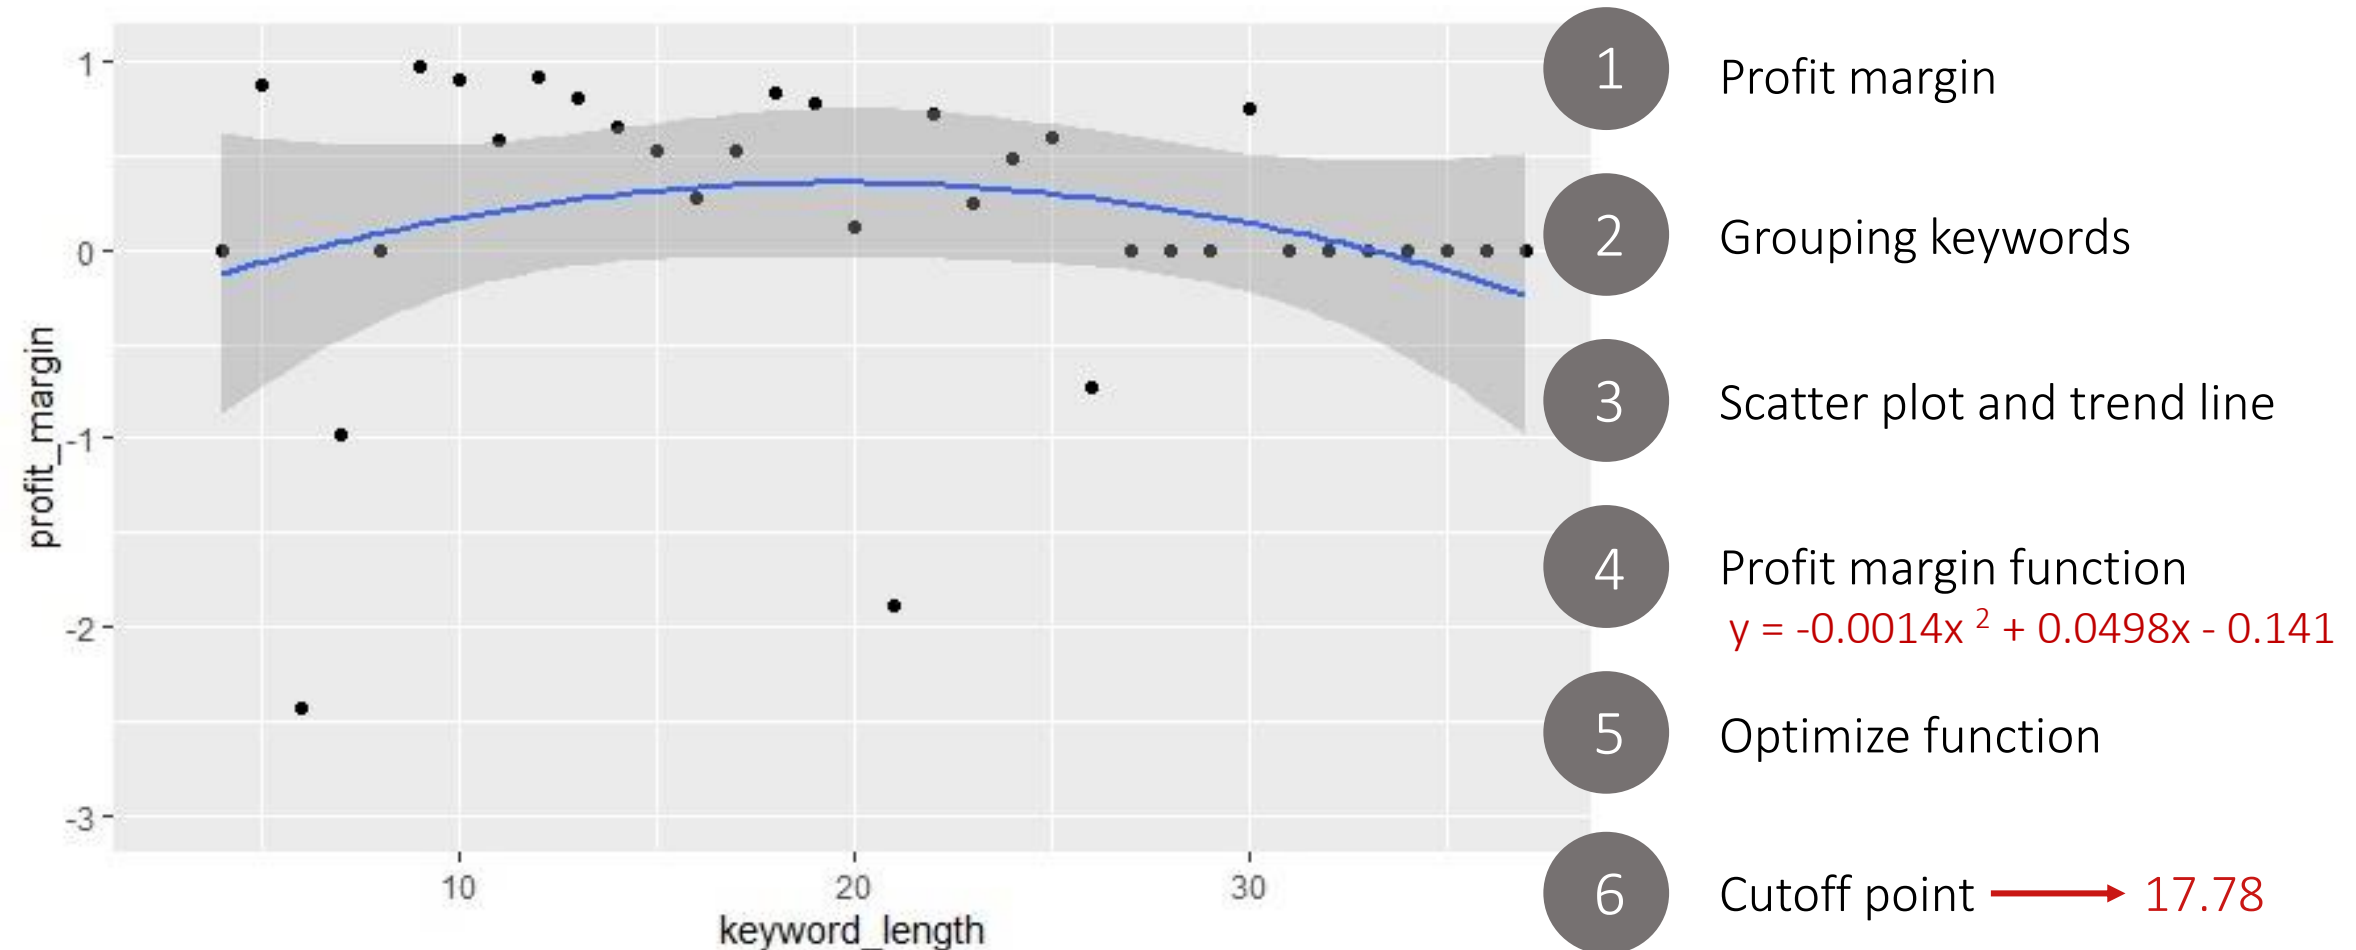 1
0
-1
-2
-3
profit_margin
10
20
30
keyword_length
1
Profit margin
2
Grouping keywords
3
Scatter plot and trend line
4
Profit margin function
y = -0.0014x ² + 0.0498x - 0.141
5
Optimize function
6
Cutoff point 17.78